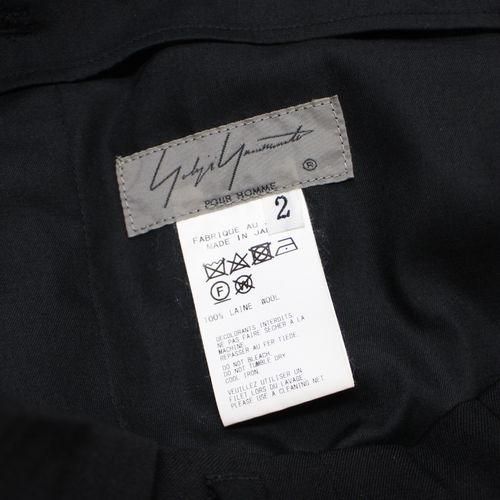 Yohji Yamamoto
®
POUR HOMME
2
FABRIQUE AU
MADE IN JA
F W
100% LAINE WOOL
DECOLORANTS INTERDITS.
NE PAS FAIRE SECHER A LA
MACHINE.
REPASSER AU FER TIEDE.
DO NOT BLEACH
DO NOT TUMBLE DRY
COOL IRON.
VEUILLEZ UTILISER UN
FILET LORS DU LAVAGE.
PLEASE USE A CLEANING NET.